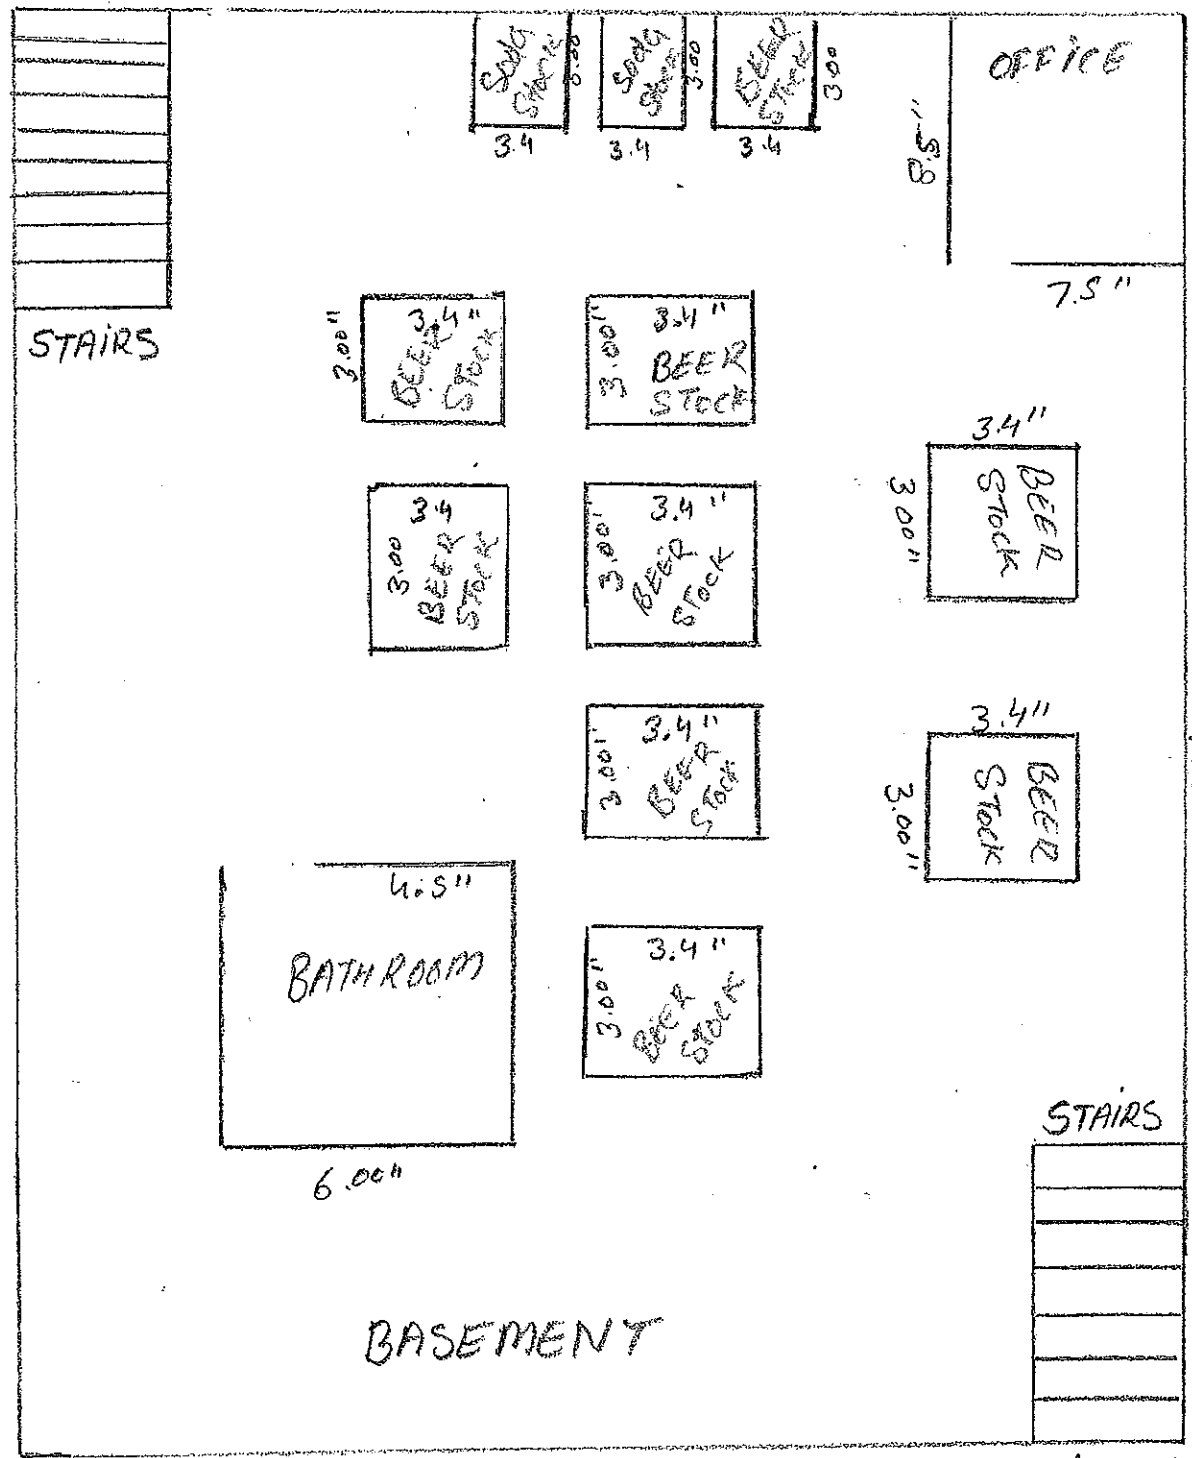 SODA
STOCK
3.00
3.4
SODA
STOCK
3.00
3.4
BEER
STOCK
3.00
3.4
OFFICE
8.5"
7.5"
STAIRS
3.00"
3.4"
BEER
STOCK
3.00"
3.4"
BEER
STOCK
3.4"
3.00"
BEER
STOCK
3.4
3.00
BEER
STOCK
3.4"
3.00"
BEER
STOCK
3.4"
3.00"
BEER
STOCK
3.4"
3.00"
BEER
STOCK
4.5"
BATHROOM
6.00"
3.4"
3.00"
BEER
STOCK
STAIRS
BASEMENT